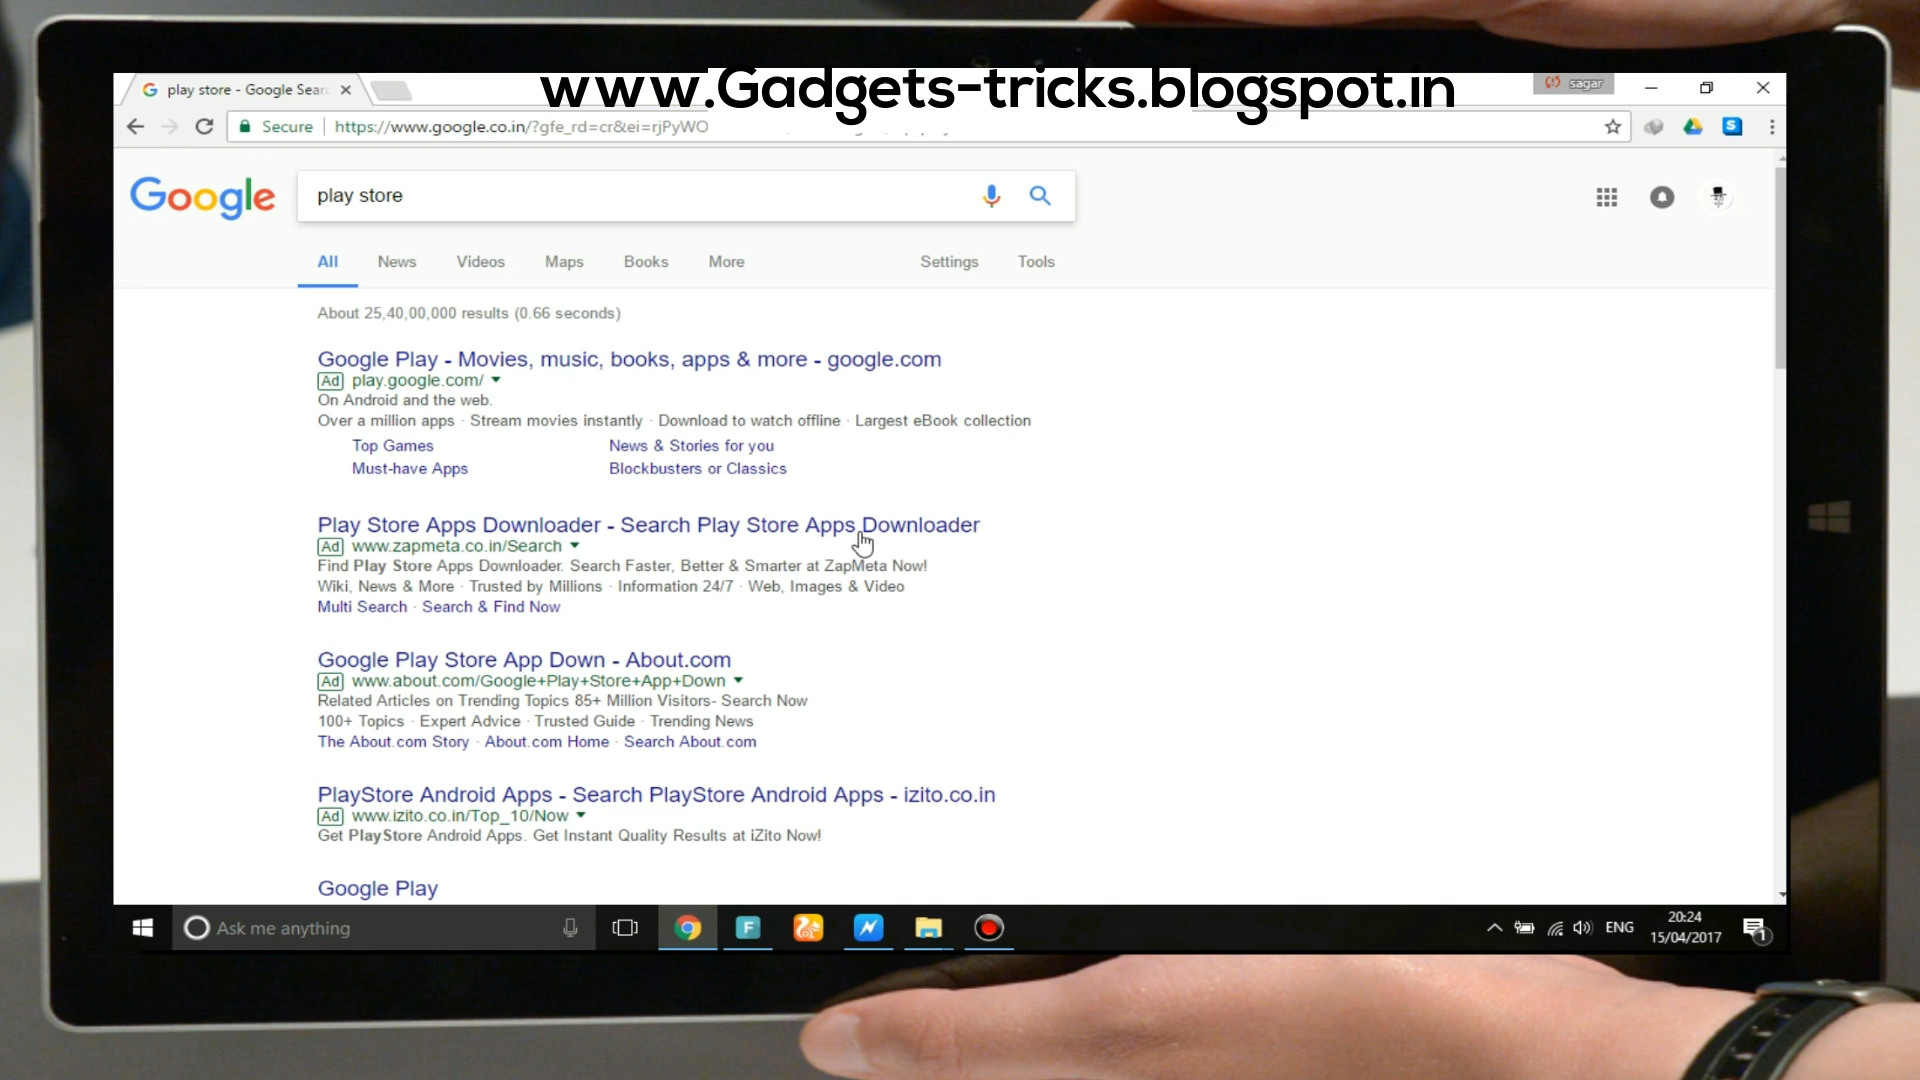 www.Gadgets-tricks.blogspot.in
play store - Google Sear
sagar
Secure
https://www.google.co.in/?gfe_rd=cr&ei=rjPyWO
Google
play store
All News Videos Maps Books More Settings Tools
About 25,40,00,000 results (0.66 seconds)
Google Play - Movies, music, books, apps & more - google.com
Ad play.google.com/
On Android and the web.
Over a million apps · Stream movies instantly · Download to watch offline · Largest eBook collection
Top Games News & Stories for you
Must-have Apps Blockbusters or Classics
Play Store Apps Downloader - Search Play Store Apps Downloader
Ad www.zapmeta.co.in/Search
Find Play Store Apps Downloader. Search Faster, Better & Smarter at ZapMeta Now!
Wiki, News & More · Trusted by Millions · Information 24/7 · Web, Images & Video
Multi Search · Search & Find Now
Google Play Store App Down - About.com
Ad www.about.com/Google+Play+Store+App+Down
Related Articles on Trending Topics 85+ Million Visitors- Search Now
100+ Topics · Expert Advice · Trusted Guide · Trending News
The About.com Story · About.com Home · Search About.com
PlayStore Android Apps - Search PlayStore Android Apps - izito.co.in
Ad www.izito.co.in/Top_10/Now
Get PlayStore Android Apps. Get Instant Quality Results at iZito Now!
Google Play
Ask me anything
F
S
ENG
20:24
15/04/2017
1